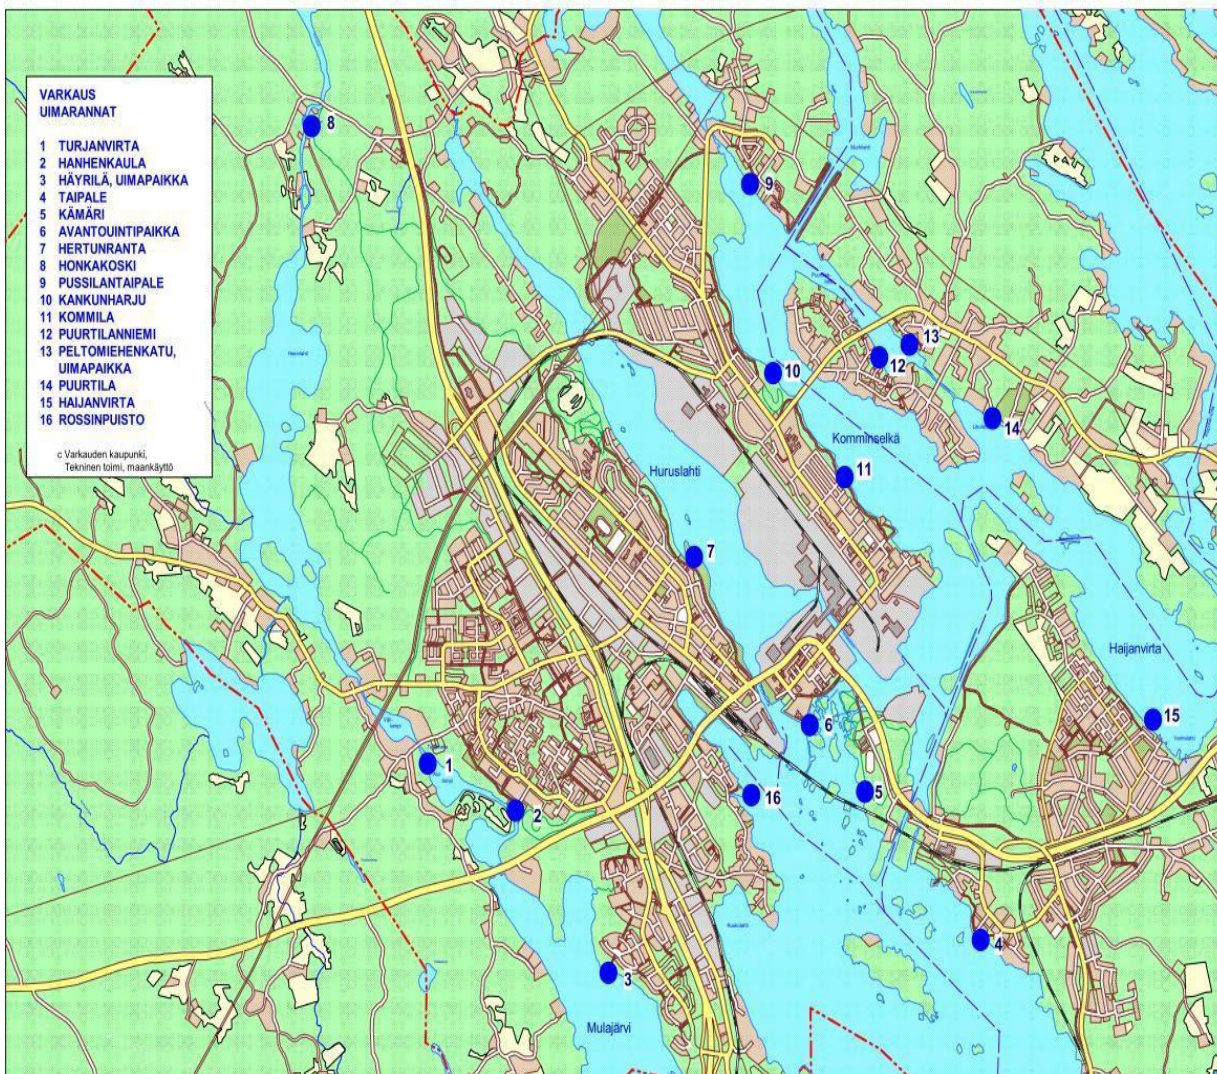 VARKAUS
UIMARANNAT
1 TURJANVIRTA
2 HANHENKAULA
3 HÄYRILÄ, UIMAPAIKKA
4 TAIPALE
5 KÄMÄRI
6 AVANTOUINTIPAIKKA
7 HERTUNRANTA
8 HONKAKOSKI
9 PUSSILANTAIPALE
10 KANKUNHARJU
11 KOMMILA
12 PUURTILANNIEMI
13 PELTOMIEHENKATU,
UIMAPAIKKA
14 PUURTILA
15 HAIJANVIRTA
16 ROSSINPUISTO
c Varkauden kaupunki,
Tekninen toimi, maankäyttö
8
9
13
12
10
14
Komminselkä
Huruslahti
11
7
Haijanvirta
15
6
1
5
16
2
4
3
Mulajärvi